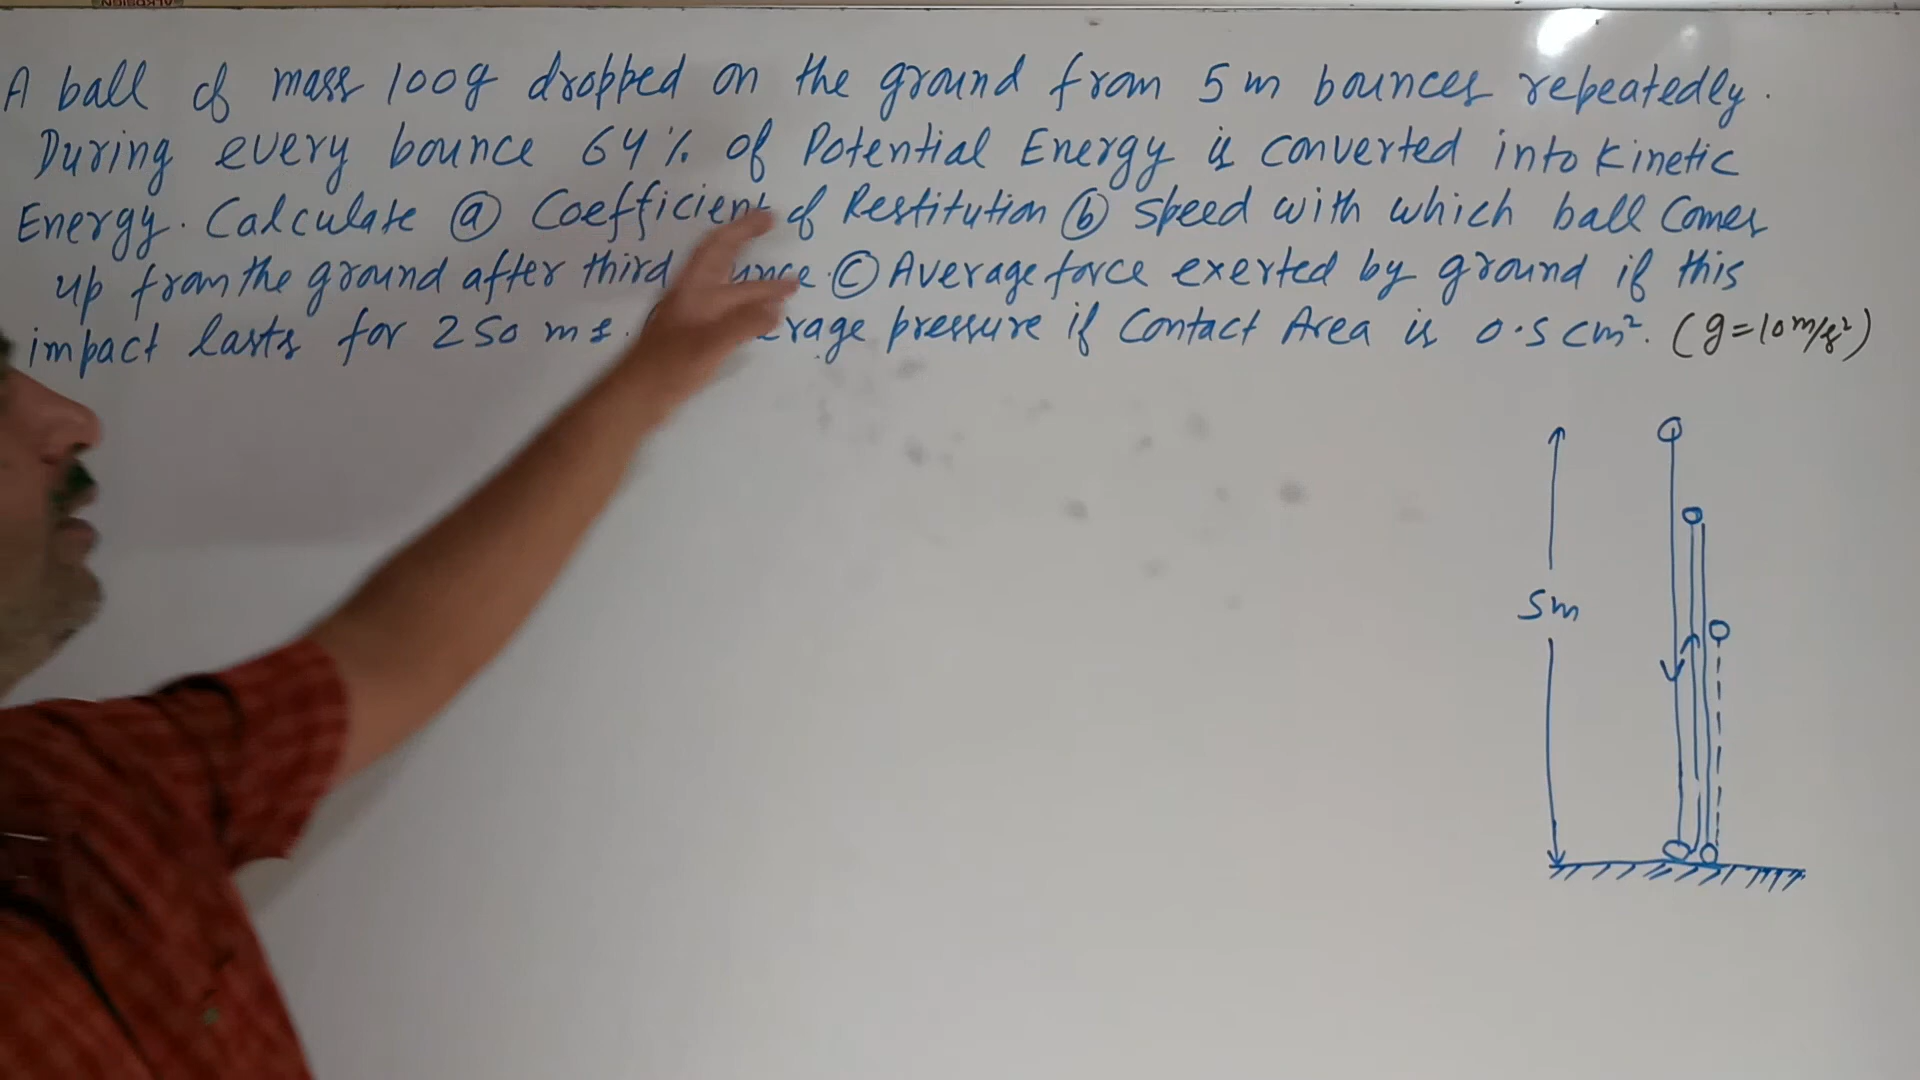 A ball of mass 100g dropped on the ground from 5m bounces repeatedly.
During every bounce 64% of Potential Energy is converted into Kinetic
Energy. Calculate ⓐ Coefficient of Restitution ⓑ Speed with which ball Comes
up from the ground after third ⓒ Average force exerted by ground if this
impact lasts for 250 ms. pressure if Contact Area is 0.5 cm². (g=10m/s²)
5m